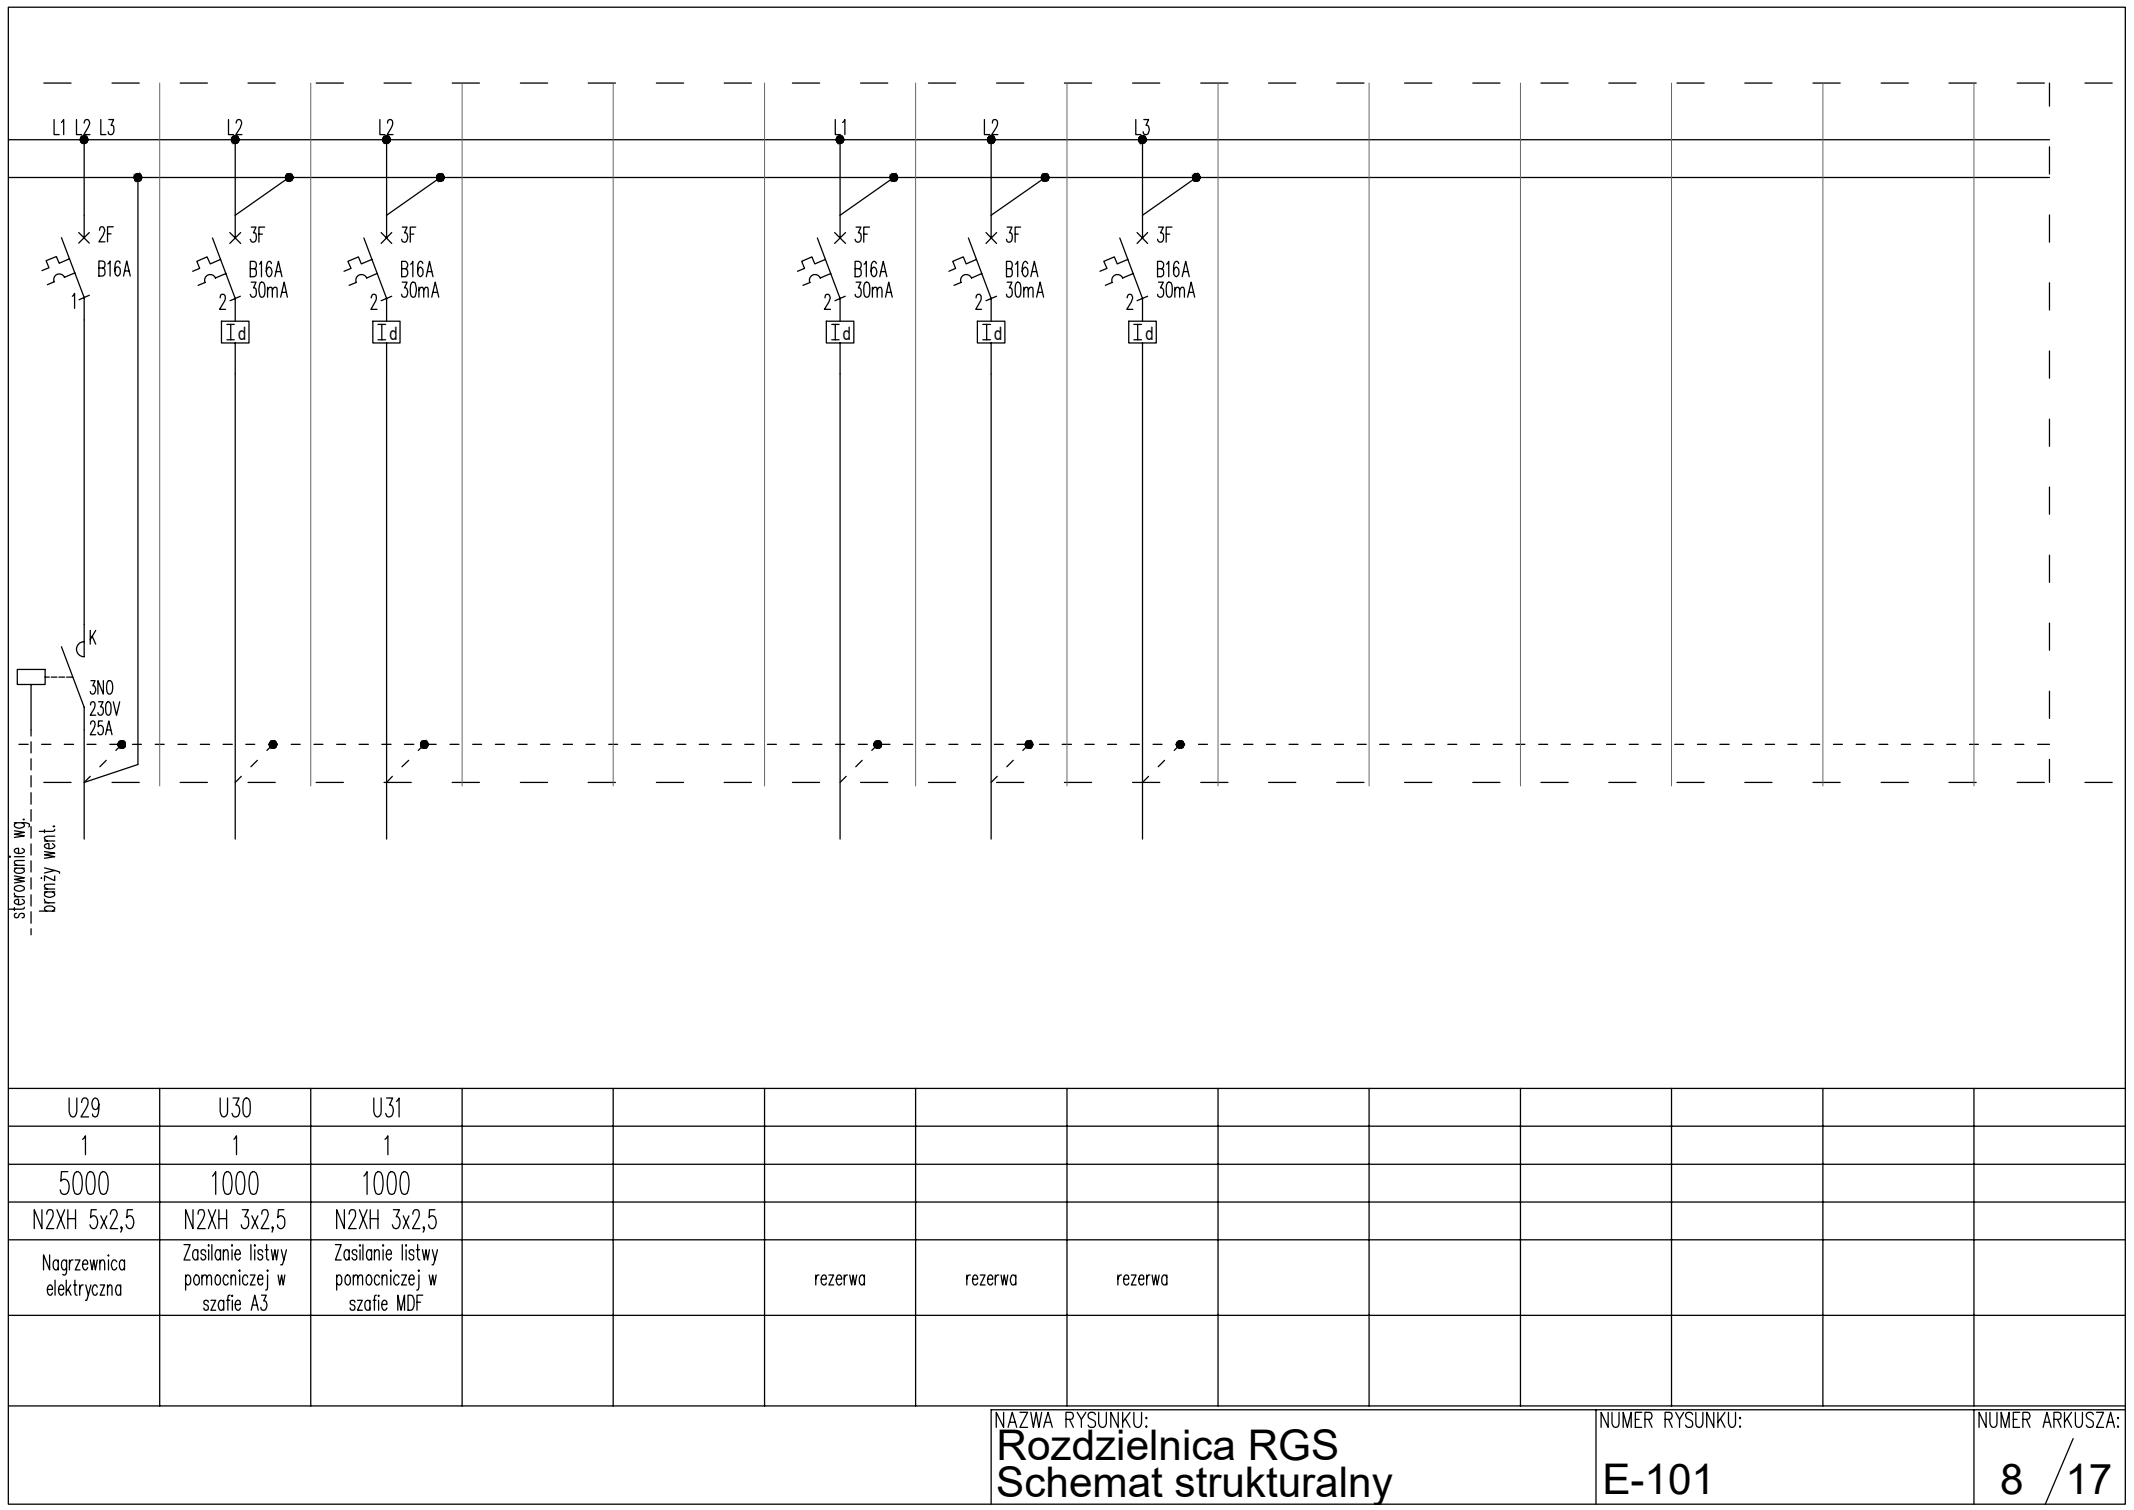 L1 L2 L3
L2
L2
L1
L2
L3
2F
B16A
1
3F
B16A
30mA
2
Id
3F
B16A
30mA
2
Id
3F
B16A
30mA
2
Id
3F
B16A
30mA
2
Id
3F
B16A
30mA
2
Id
K
3NO
230V
25A
sterowanie wg.
branży went.
U29 U30 U31
1 1 1
5000 1000 1000
N2XH 5x2,5 N2XH 3x2,5 N2XH 3x2,5
Nagrzewnica
elektryczna
Zasilanie listwy
pomocniczej w
szafie A3
Zasilanie listwy
pomocniczej w
szafie MDF
rezerwa
rezerwa
rezerwa
NAZWA RYSUNKU:
Rozdzielnica RGS
Schemat strukturalny
NUMER RYSUNKU:
E-101
NUMER ARKUSZA:
8 / 17